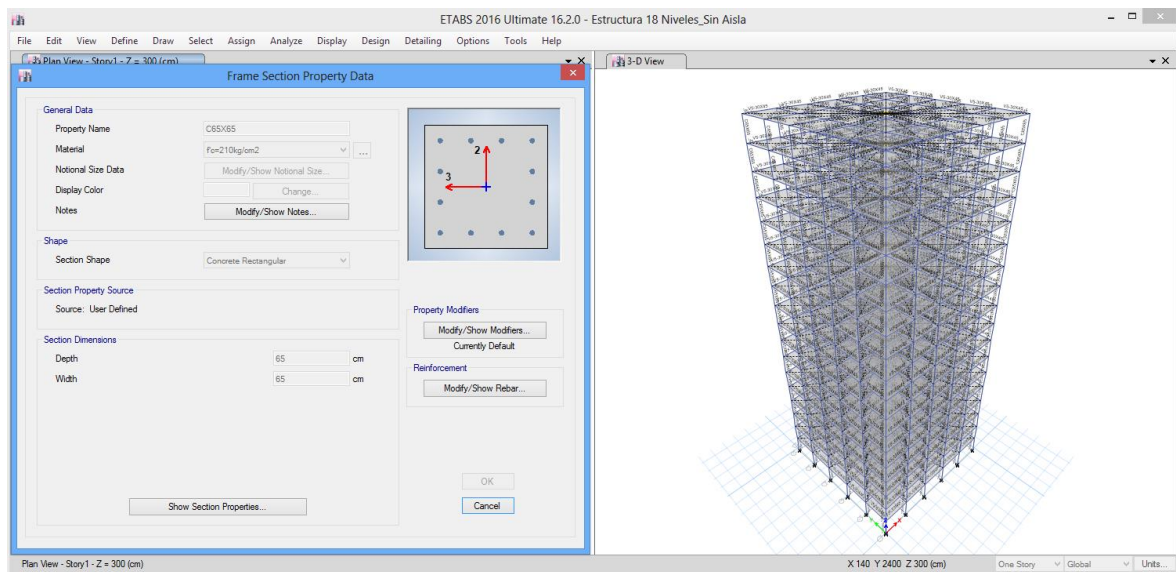 ETABS 2016 Ultimate 16.2.0 - Estructura 18 Niveles_Sin Aisla
File Edit View Define Draw Select Assign Analyze Display Design Detailing Options Tools Help
Plan View - Story1 - Z = 300 (cm)
3-D View
Frame Section Property Data
General Data
Property Name C65X65
Material f'c=210kg/cm2 ...
Notional Size Data Modify/Show Notional Size...
Display Color Change...
Notes Modify/Show Notes...
2
3
Shape
Section Shape Concrete Rectangular
Section Property Source
Source: User Defined
Property Modifiers
Modify/Show Modifiers...
Currently Default
Section Dimensions
Depth 65 cm
Width 65 cm
Reinforcement
Modify/Show Rebar...
OK
Cancel
Show Section Properties...
Plan View - Story1 - Z = 300 (cm) X 140 Y 2400 Z 300 (cm) One Story Global Units...